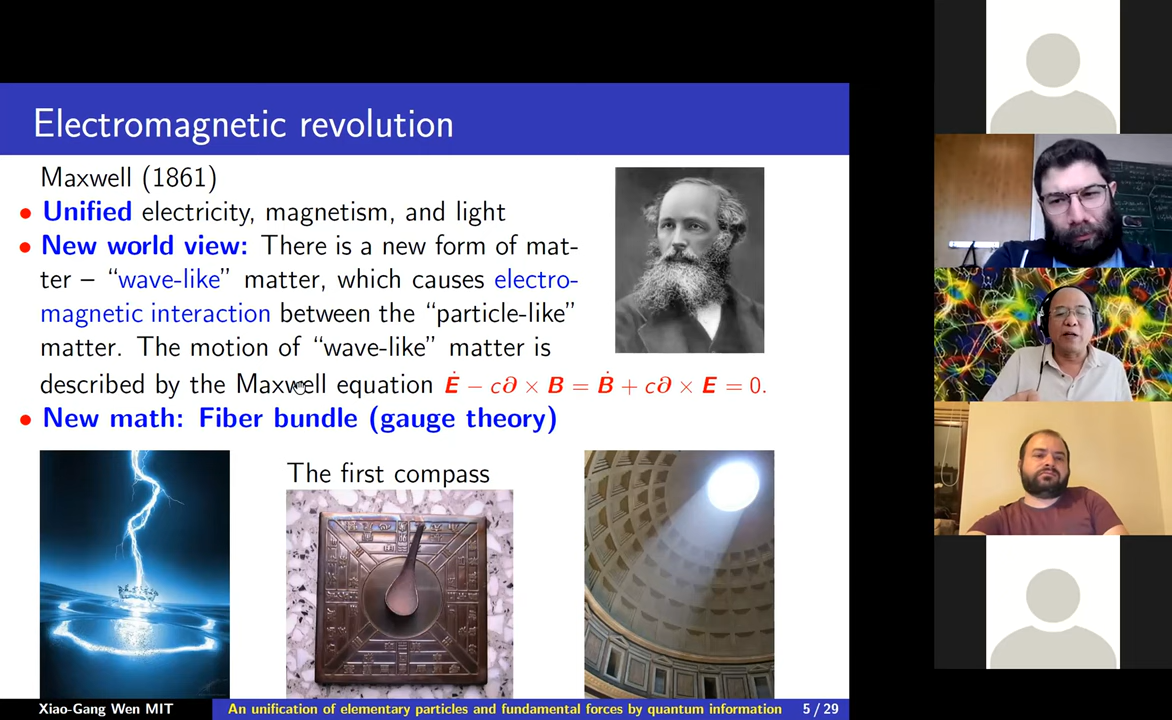 Electromagnetic revolution
Maxwell (1861)
• Unified electricity, magnetism, and light
• New world view: There is a new form of mat-
ter – “wave-like” matter, which causes electro-
magnetic interaction between the “particle-like”
matter. The motion of “wave-like” matter is
described by the Maxwell equation Ė − c∂ × B = Ḃ + c∂ × E = 0.
• New math: Fiber bundle (gauge theory)
The first compass
Xiao-Gang Wen MIT
An unification of elementary particles and fundamental forces by quantum information
5 / 29